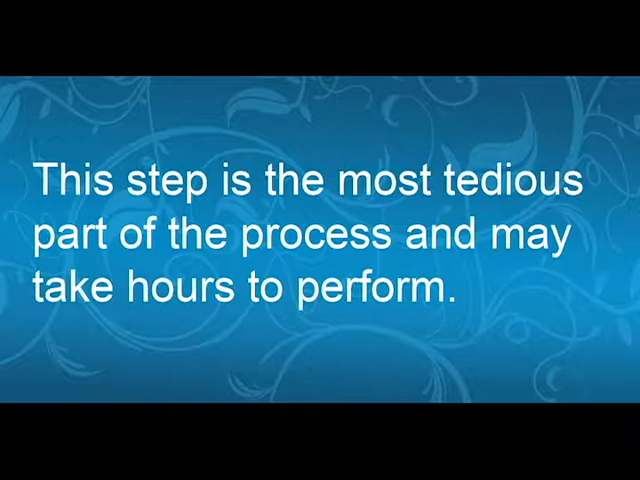 This step is the most tedious
part of the process and may
take hours to perform.